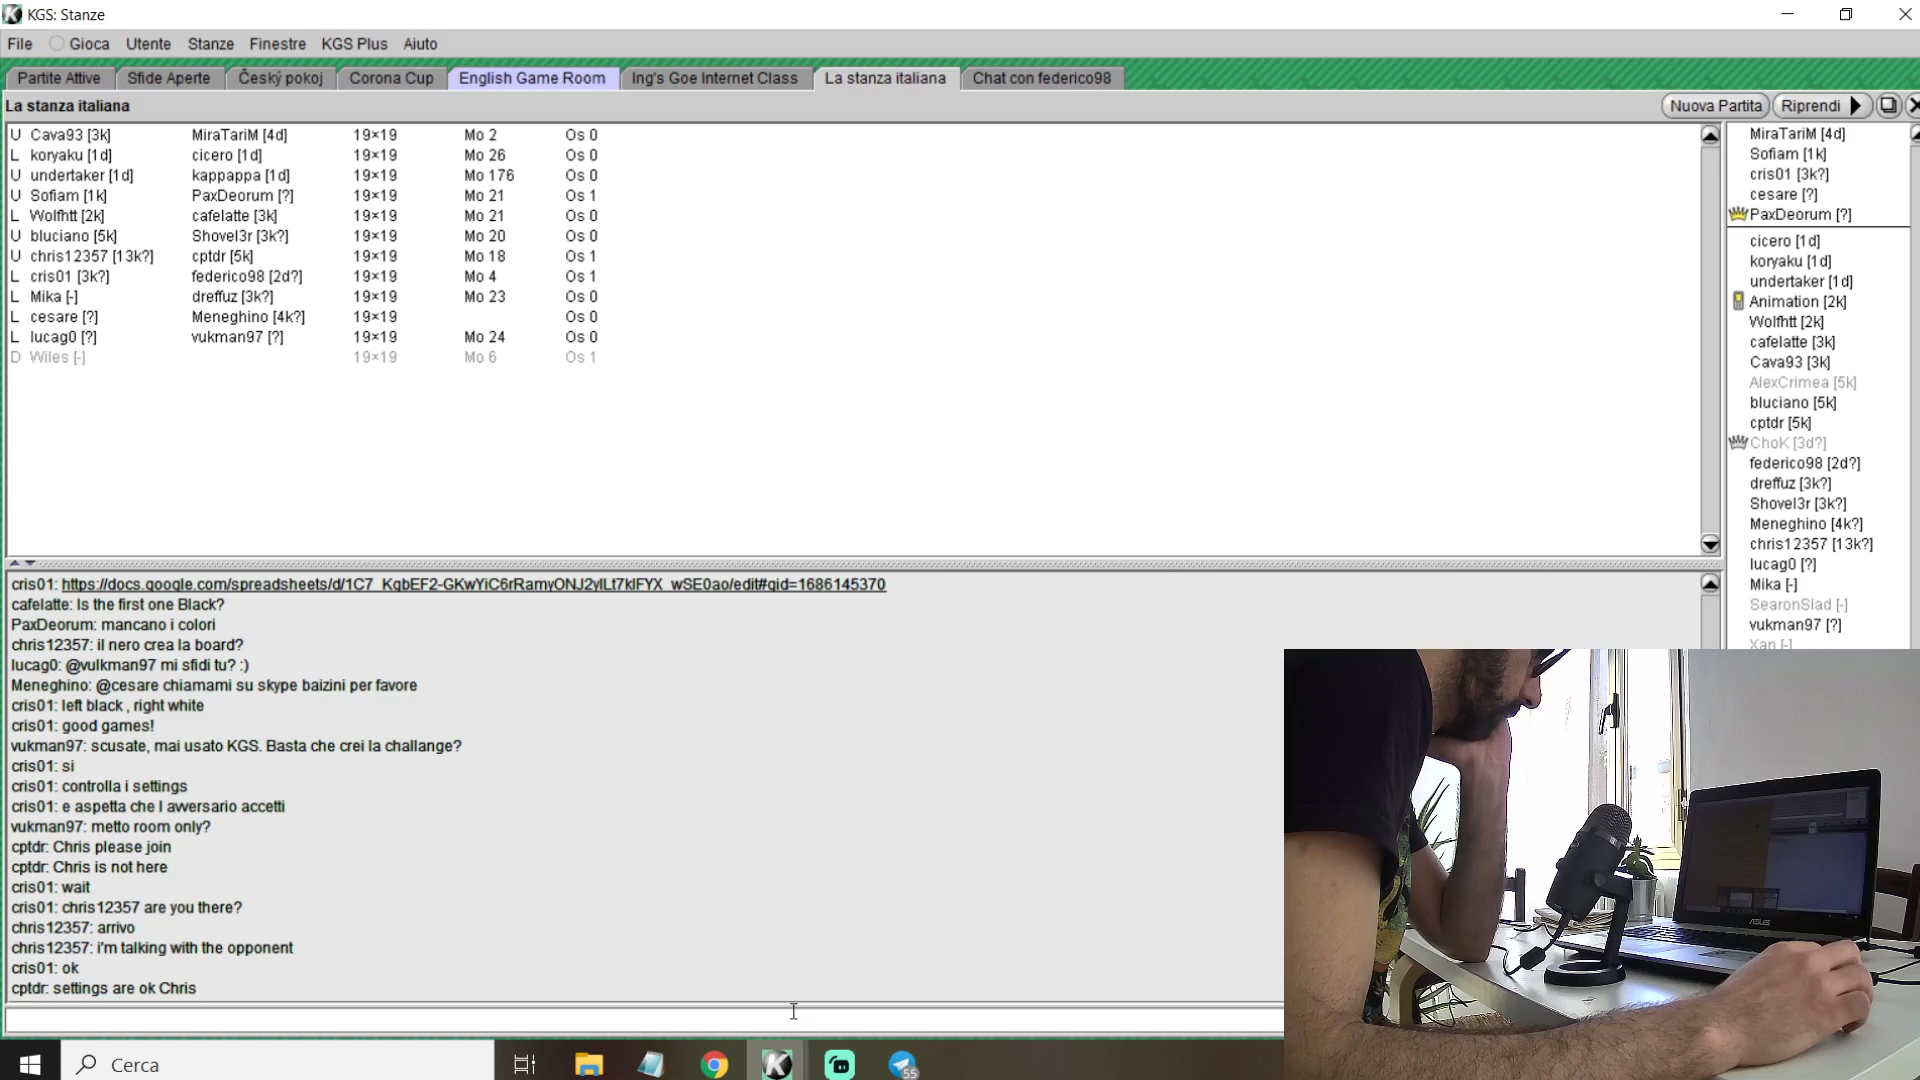 KGS: Stanze
File Gioca Utente Stanze Finestre KGS Plus Aiuto
Partite Attive Sfide Aperte Český pokoj Corona Cup English Game Room Ing's Goe Internet Class La stanza italiana Chat con federico98
La stanza italiana Nuova Partita Riprendi
U Cava93 [3k] MiraTariM [4d] 19×19 Mo 2 Os 0
L koryaku [1d] cicero [1d] 19×19 Mo 26 Os 0
U undertaker [1d] kappappa [1d] 19×19 Mo 176 Os 0
U Sofiam [1k] PaxDeorum [?] 19×19 Mo 21 Os 1
L Wolfhtt [2k] cafelatte [3k] 19×19 Mo 21 Os 0
U bluciano [5k] Shovel3r [3k?] 19×19 Mo 20 Os 0
U chris12357 [13k?] cptdr [5k] 19×19 Mo 18 Os 1
L cris01 [3k?] federico98 [2d?] 19×19 Mo 4 Os 1
L Mika [-] dreffuz [3k?] 19×19 Mo 23 Os 0
L cesare [?] Meneghino [4k?] 19×19 Os 0
L lucag0 [?] vukman97 [?] 19×19 Mo 24 Os 0
D Wiles [-] 19×19 Mo 6 Os 1
MiraTariM [4d]
Sofiam [1k]
cris01 [3k?]
cesare [?]
PaxDeorum [?]
cicero [1d]
koryaku [1d]
undertaker [1d]
Animation [2k]
Wolfhtt [2k]
cafelatte [3k]
Cava93 [3k]
AlexCrimea [5k]
bluciano [5k]
cptdr [5k]
ChoK [3d?]
federico98 [2d?]
dreffuz [3k?]
Shovel3r [3k?]
Meneghino [4k?]
chris12357 [13k?]
lucag0 [?]
Mika [-]
SearonSlad [-]
vukman97 [?]
Xan [-]
cris01:
cafelatte: Is the first one Black?
PaxDeorum: mancano i colori
chris12357: il nero crea la board?
lucag0: @vulkman97 mi sfidi tu? :)
Meneghino: @cesare chiamami su skype baizini per favore
cris01: left black , right white
cris01: good games!
vukman97: scusate, mai usato KGS. Basta che crei la challange?
cris01: si
cris01: controlla i settings
cris01: e aspetta che l avversario accetti
vukman97: metto room only?
cptdr: Chris please join
cptdr: Chris is not here
cris01: wait
cris01: chris12357 are you there?
chris12357: arrivo
chris12357: i'm talking with the opponent
cris01: ok
cptdr: settings are ok Chris
ASUS
Cerca
55